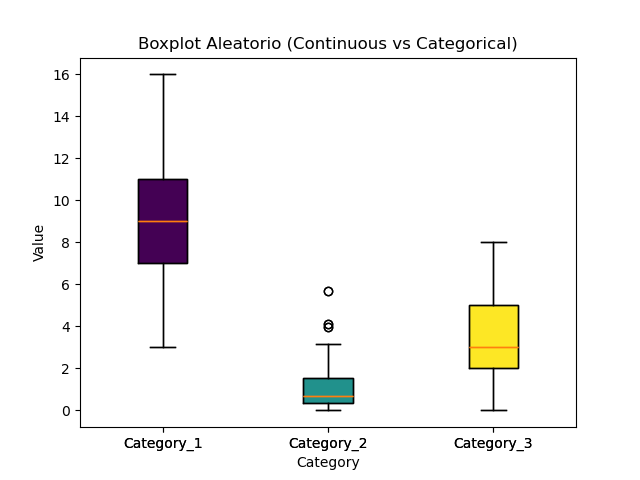 Boxplot Aleatorio (Continuous vs Categorical)
16
14
12
10
8
6
4
2
0
Value
Category_1 Category_2 Category_3
Category